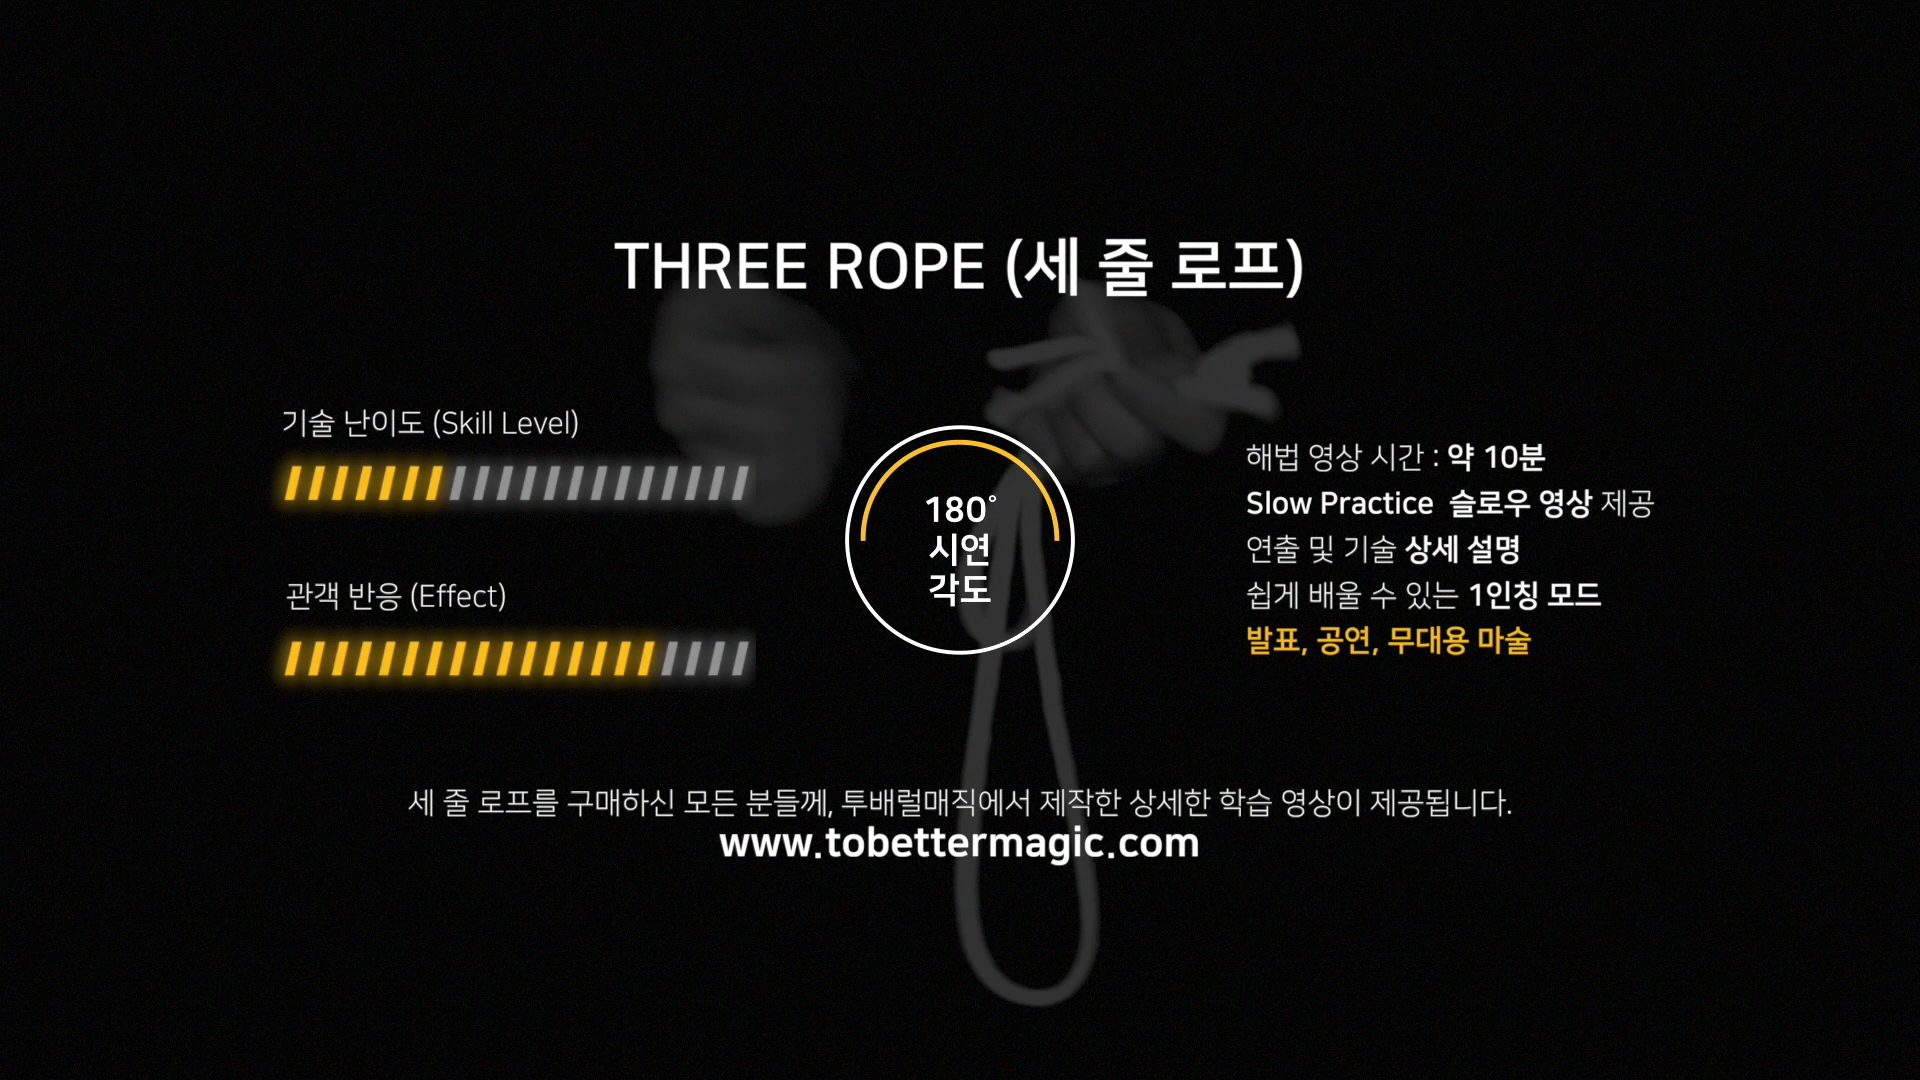 THREE ROPE (세 줄 로프)
기술 난이도 (Skill Level)
관객 반응 (Effect)
180°
시연
각도
해법 영상 시간 : 약 10분
Slow Practice 슬로우 영상 제공
연출 및 기술 상세 설명
쉽게 배울 수 있는 1인칭 모드
발표, 공연, 무대용 마술
세 줄 로프를 구매하신 모든 분들께, 투배럴매직에서 제작한 상세한 학습 영상이 제공됩니다.
www.tobettermagic.com